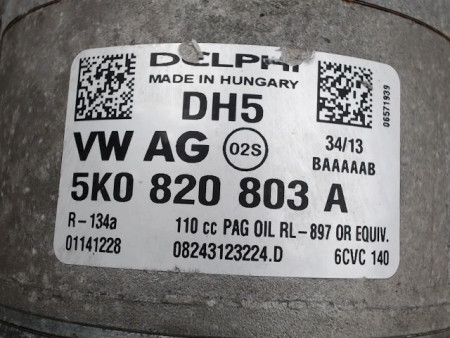 DELPHI
MADE IN HUNGARY
DH5
VW AG 02S
34/13
BAAAAAB
5K0 820 803 A
R-134a 110 cc PAG OIL RL-897 OR EQUIV.
01141228 08243123224.D 6CVC 140
06571939